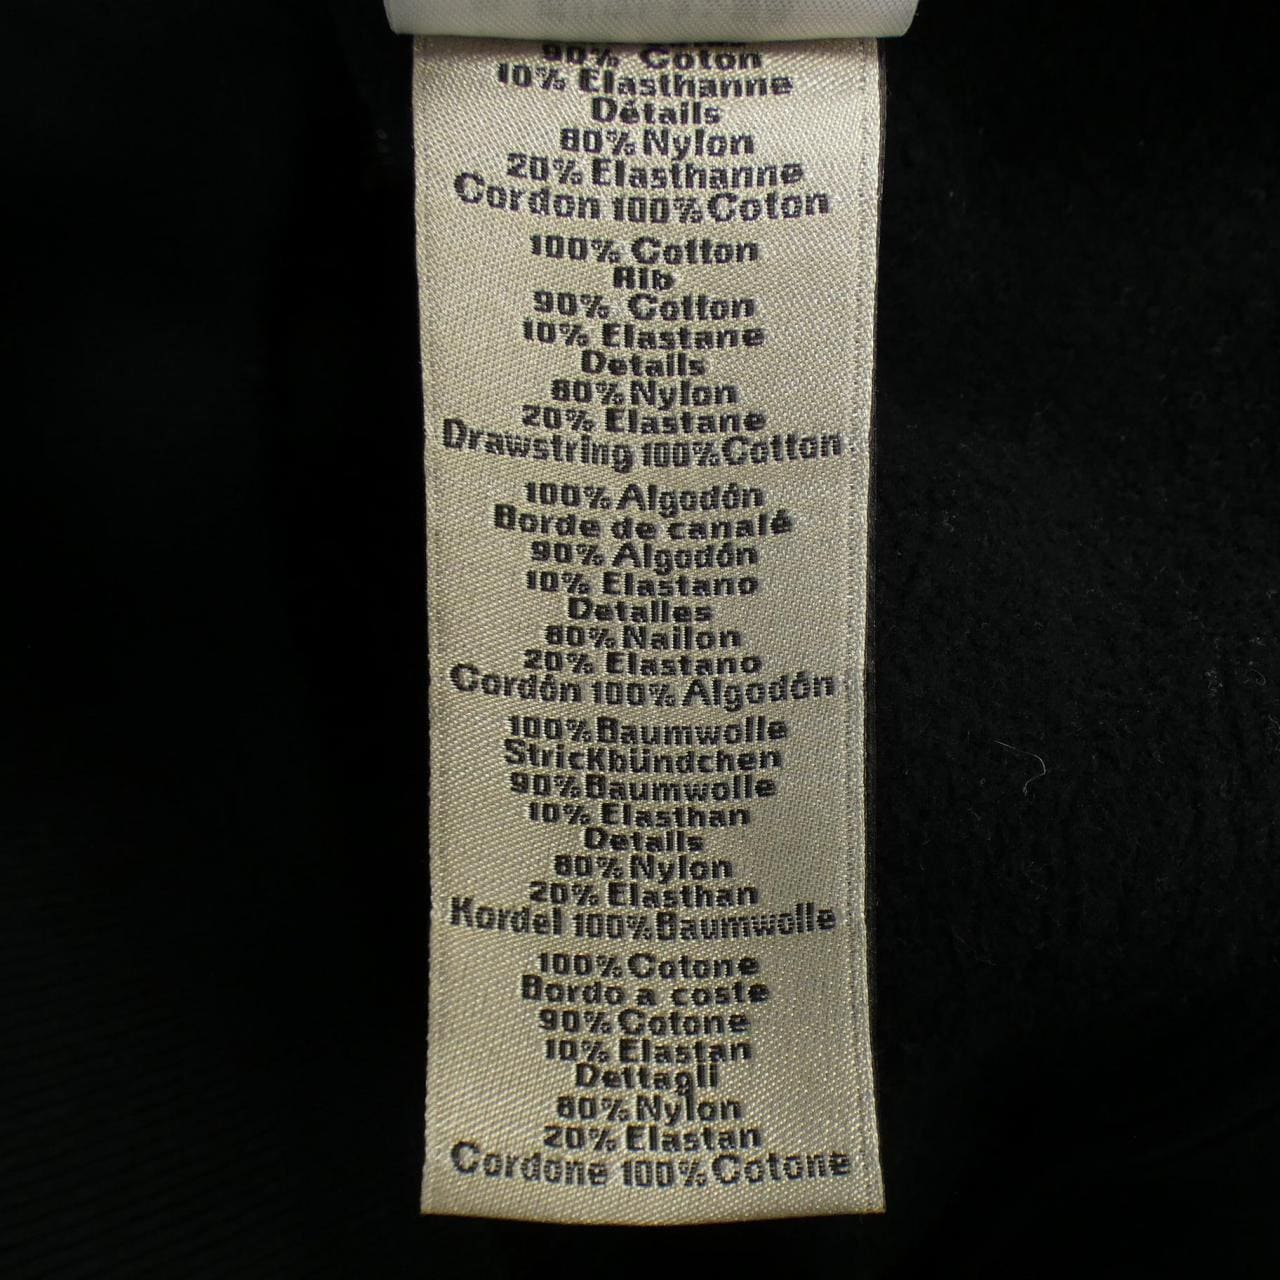 90% Coton
10% Elasthanne
Détails
80% Nylon
20% Elasthanne
Cordon 100% Coton
100% Cotton
Rib
90% Cotton
10% Elastane
Details
80% Nylon
20% Elastane
Drawstring 100% Cotton
100% Algodón
Borde de canalé
90% Algodón
10% Elastano
Detalles
80% Nailon
20% Elastano
Cordón 100% Algodón
100% Baumwolle
Strickbündchen
90% Baumwolle
10% Elasthan
Details
80% Nylon
20% Elasthan
Kordel 100% Baumwolle
100% Cotone
Bordo a coste
90% Cotone
10% Elastan
Dettagli
80% Nylon
20% Elastan
Cordone 100% Cotone